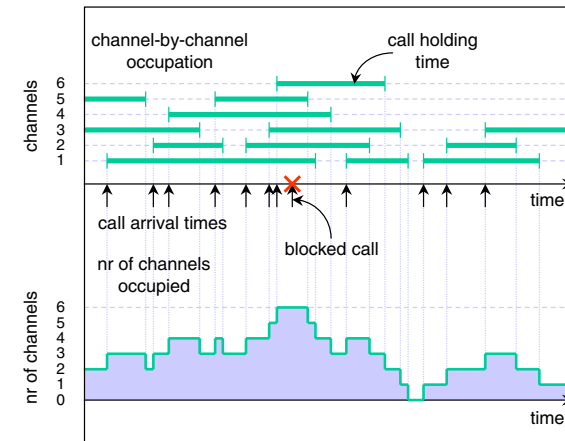 channel-by-channel
occupation
call holding
time
channels
6
5
4
3
2
1
time
call arrival times
blocked call
nr of channels
occupied
nr of channels
6
5
4
3
2
1
0
time